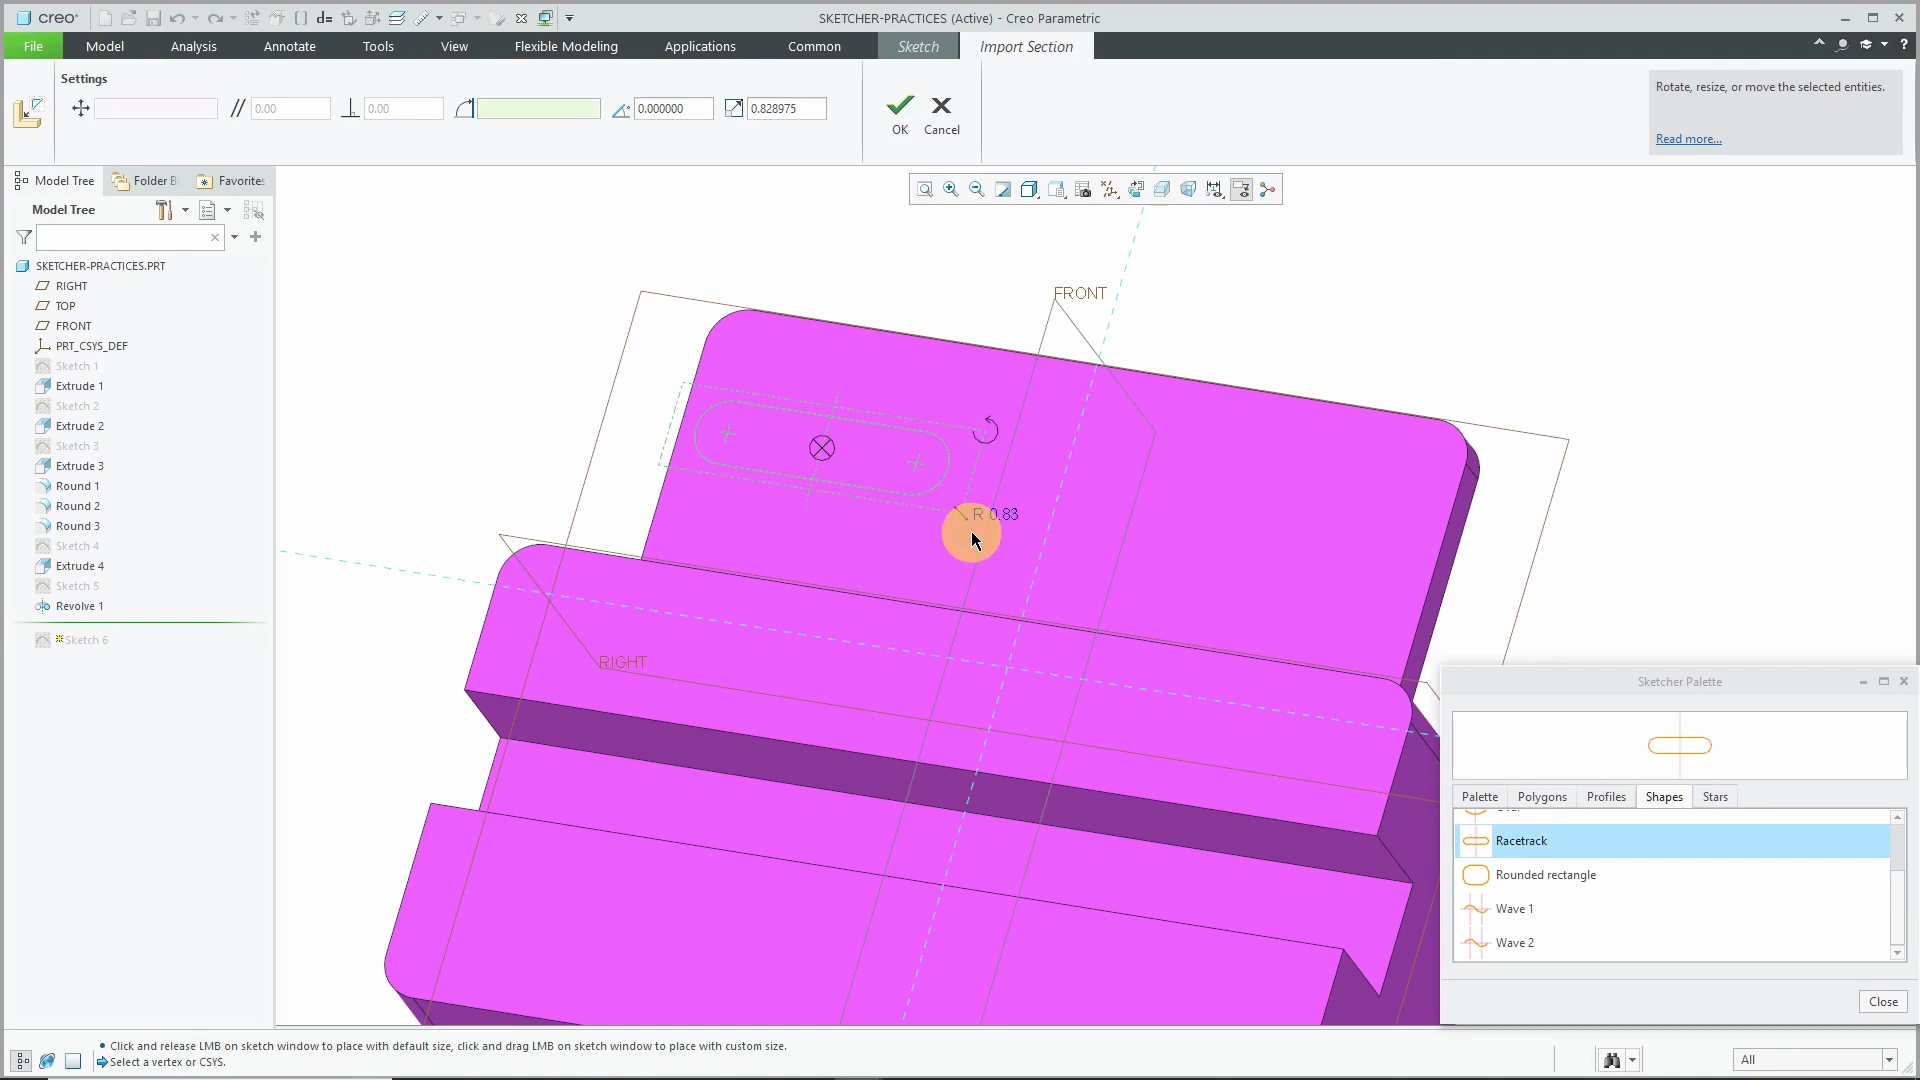 creo
SKETCHER-PRACTICES (Active) - Creo Parametric
File
Model
Analysis
Annotate
Tools
View
Flexible Modeling
Applications
Common
Sketch
Import Section
Settings
0.00
0.00
0.000000
0.828975
OK
Cancel
Rotate, resize, or move the selected entities.
Read more...
Model Tree
Folder B
Favorites
Model Tree
SKETCHER-PRACTICES.PRT
RIGHT
TOP
FRONT
PRT_CSYS_DEF
Sketch 1
Extrude 1
Sketch 2
Extrude 2
Sketch 3
Extrude 3
Round 1
Round 2
Round 3
Sketch 4
Extrude 4
Sketch 5
Revolve 1
Sketch 6
FRONT
R 0.83
RIGHT
Sketcher Palette
Palette
Polygons
Profiles
Shapes
Stars
Racetrack
Rounded rectangle
Wave 1
Wave 2
Close
• Click and release LMB on sketch window to place with default size, click and drag LMB on sketch window to place with custom size.
Select a vertex or CSYS.
All